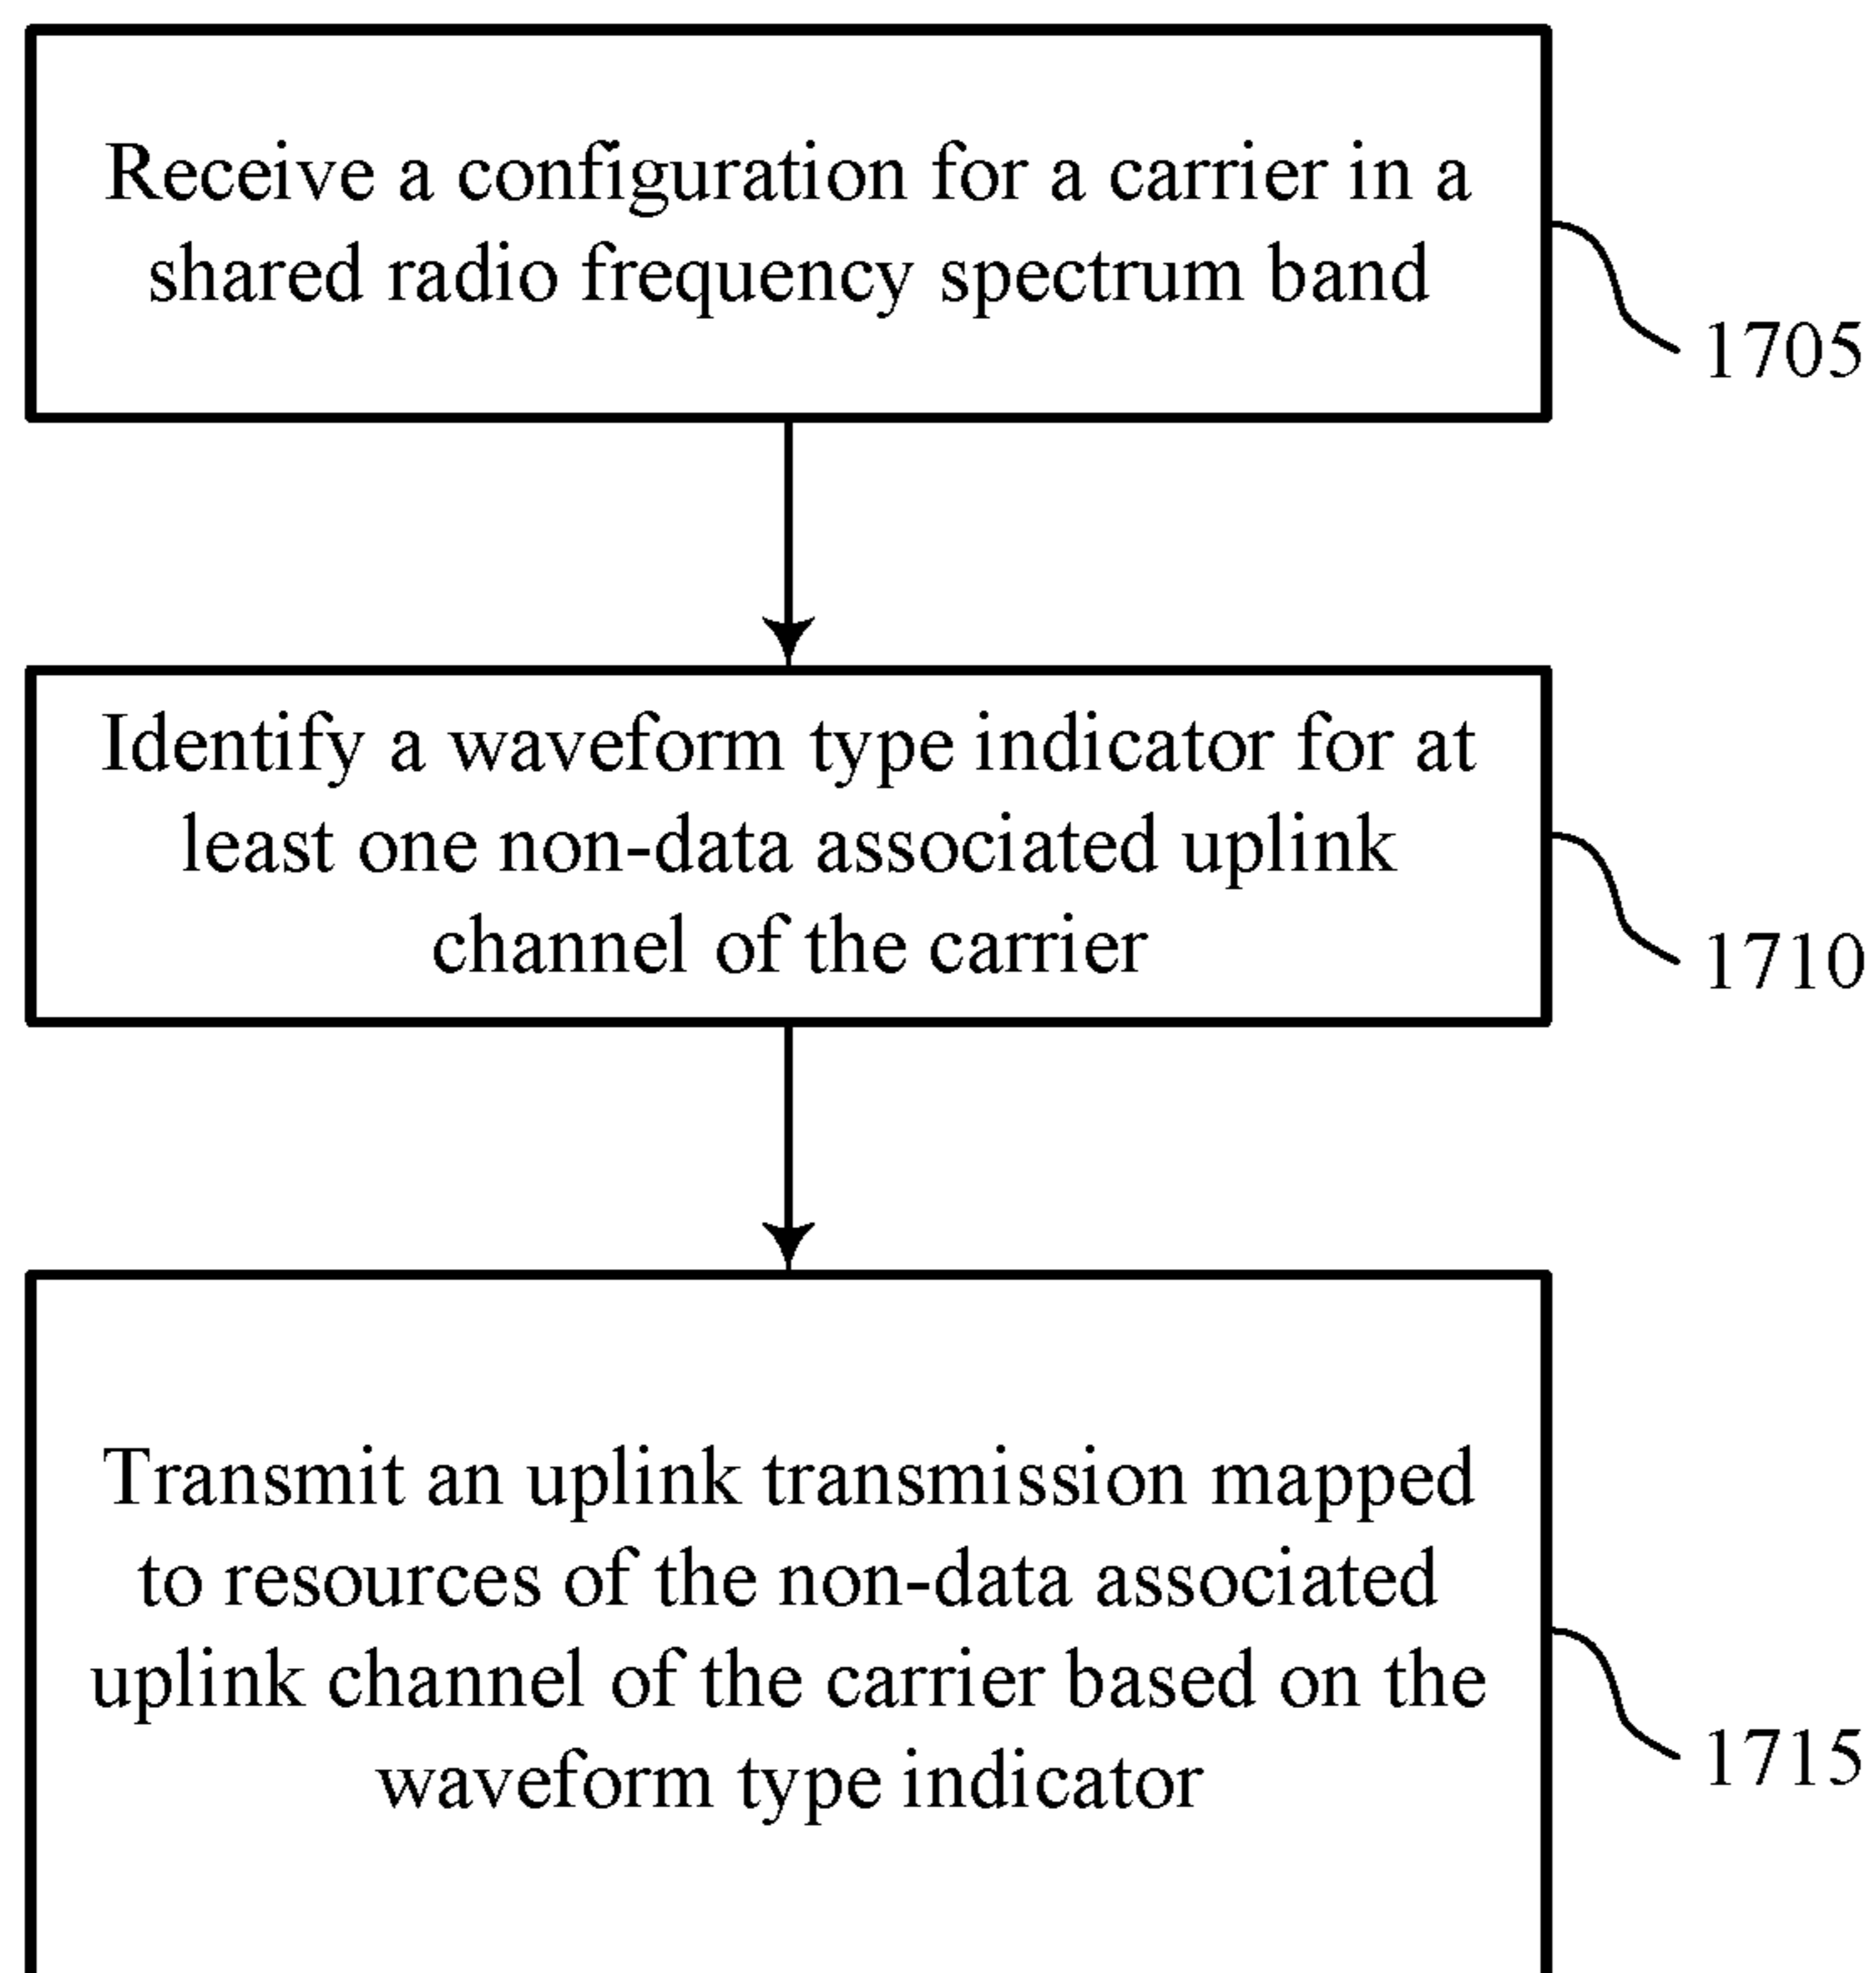 Receive a configuration for a carrier in a
shared radio frequency spectrum band
1705
Identify a waveform type indicator for at
least one non-data associated uplink
channel of the carrier
1710
Transmit an uplink transmission mapped
to resources of the non-data associated
uplink channel of the carrier based on the
waveform type indicator
1715